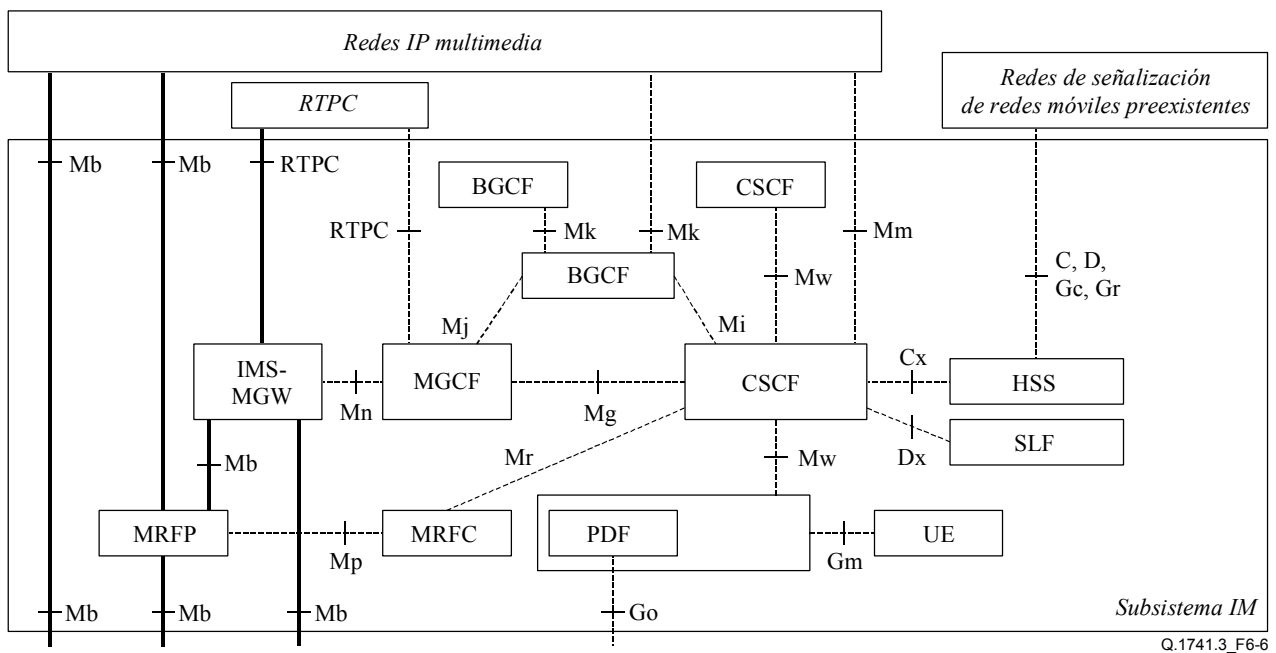 Redes IP multimedia
Redes de señalización
de redes móviles preexistentes
RTPC
Mb
Mb
RTPC
BGCF
CSCF
RTPC
Mk
Mk
Mm
Mw
C, D,
Gc, Gr
BGCF
Mj
Mi
IMS-
MGW
Mn
MGCF
Mg
CSCF
Cx
HSS
Dx
SLF
Mb
Mr
Mw
MRFP
Mp
MRFC
PDF
Gm
UE
Mb
Mb
Mb
Go
Subsistema IM
Q.1741.3_F6-6